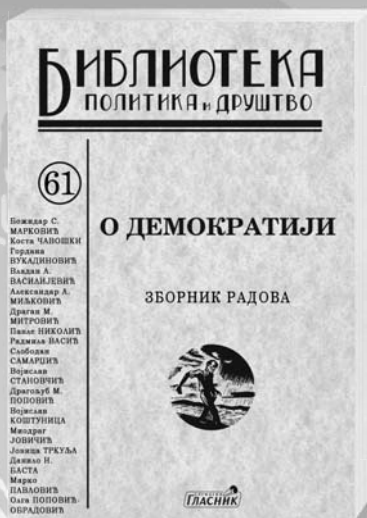 БИБЛИОТЕКА
ПОЛИТИКА и ДРУШТВО
61
Божидар С.
МАРКОВИЋ
Коста ЧАВОШКИ
Гордана
ВУКАДИНОВИЋ
Владан А.
ВАСИЛИЈЕВИЋ
Александар А.
МИЉКОВИЋ
Драган М.
МИТРОВИЋ
Павле НИКОЛИЋ
Радмила ВАСИЋ
Слободан
САМАРЏИЋ
Војислав
СТАНОВЧИЋ
Драгољуб М.
ПОПОВИЋ
Војислав
КОШТУНИЦА
Миодраг
ЈОВИЧИЋ
Јовица ТРКУЉА
Данило Н.
БАСТА
Марко
ПАВЛОВИЋ
Олга ПОПОВИЋ-
ОБРАДОВИЋ
О ДЕМОКРАТИЈИ
ЗБОРНИК РАДОВА
ГЛАСНИК